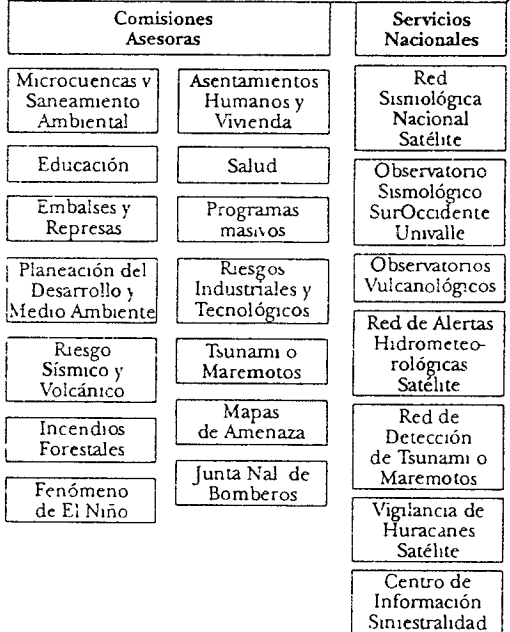 Comisiones
Asesoras
Microcuencas y
Saneamiento
Ambiental
Educación
Embalses y
Represas
Planeación del
Desarrollo y
Medio Ambiente
Riesgo
Sísmico y
Volcánico
Incendios
Forestales
Fenómeno
de El Niño
Asentamientos
Humanos y
Vivienda
Salud
Programas
masivos
Riesgos
Industriales y
Tecnológicos
Tsunami o
Maremotos
Mapas
de Amenaza
Junta Nal de
Bomberos
Servicios
Nacionales
Red
Sismológica
Nacional
Satélite
Observatorio
Sismológico
SurOccidente
Univalle
Observatorios
Vulcanológicos
Red de Alertas
Hidrometeo-
rológicas
Satélite
Red de
Detección
de Tsunami o
Maremotos
Vigilancia de
Huracanes
Satélite
Centro de
Información
Siniestralidad